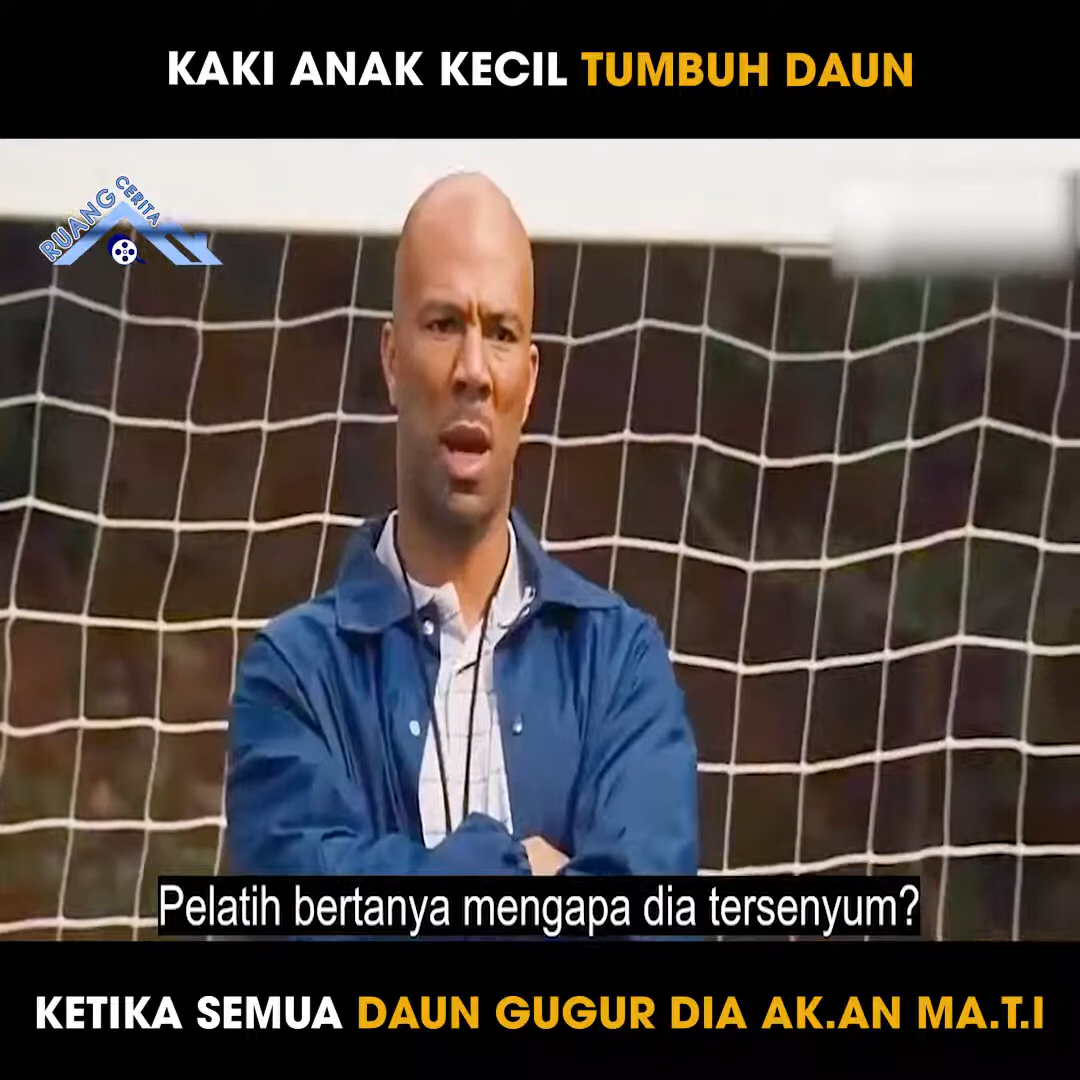 KAKI ANAK KECIL TUMBUH DAUN
RUANG CERITA
Pelatih bertanya mengapa dia tersenyum?
KETIKA SEMUA DAUN GUGUR DIA AK.AN MA.T.I